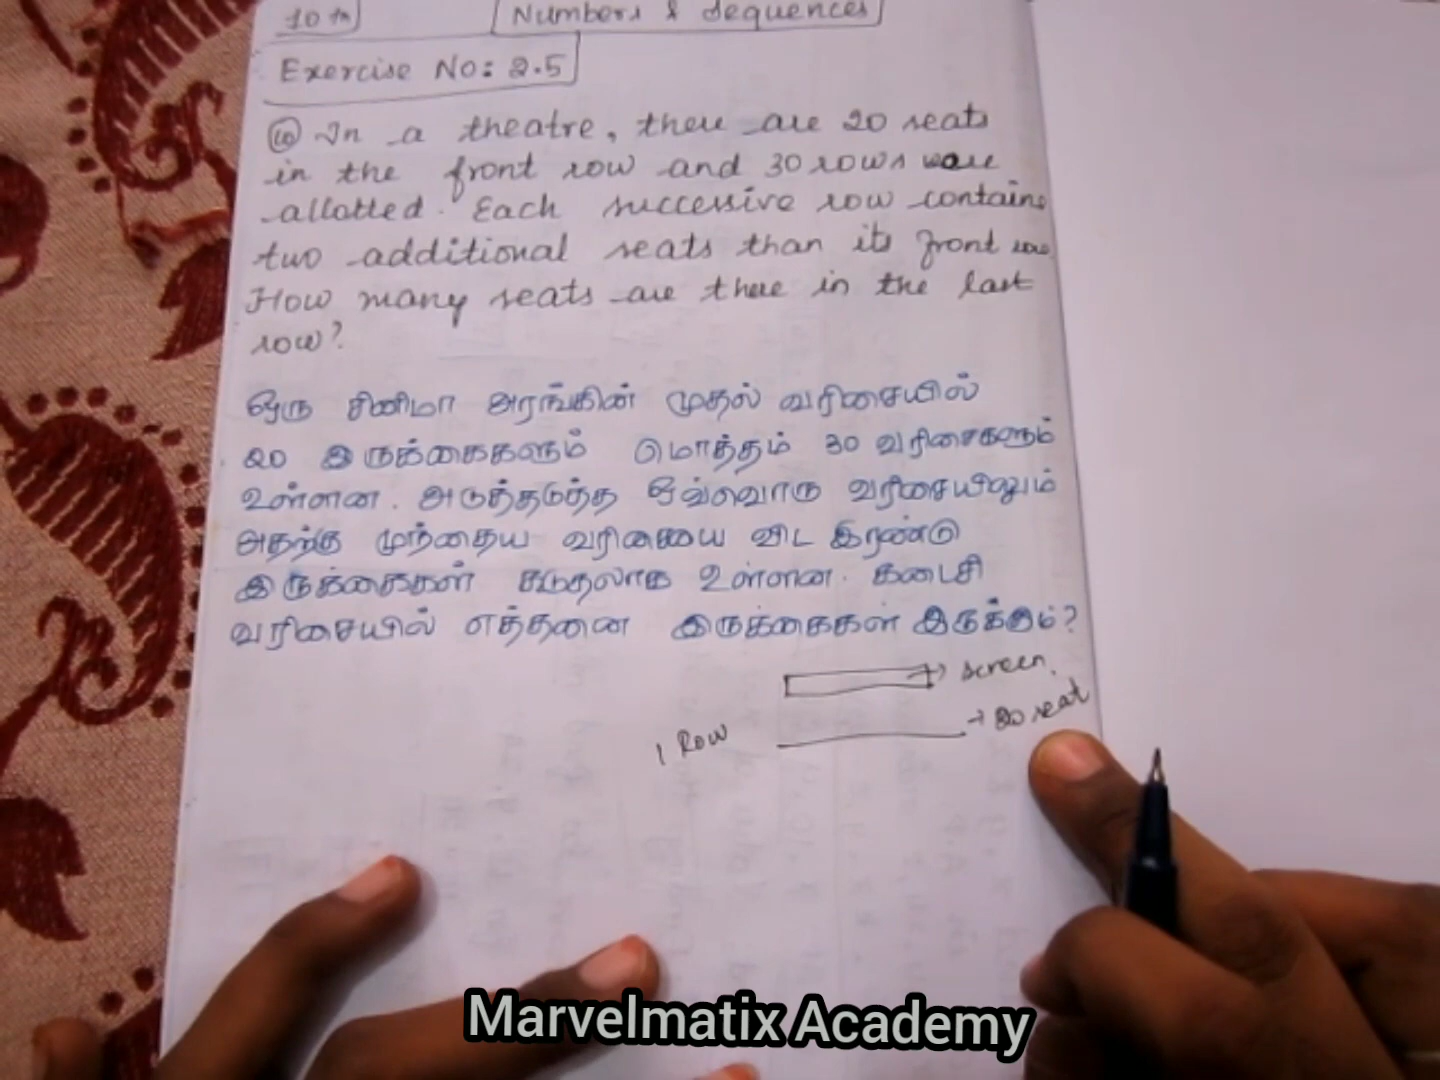 10 th
Numbers & Sequences
Exercise No: 2.5
In a theatre, there are 20 seats
in the front row and 30 rows were
allotted. Each successive row contains
two additional seats than its front row.
How many seats are there in the last
row?
ஒரு சினிமா அரங்கின் முதல் வரிசையில்
20 இருக்கைகளும் மொத்தம் 30 வரிசைகளும்
உள்ளன. அடுத்தடுத்த ஒவ்வொரு வரிசையிலும்
அதற்கு முந்தைய வரிசையை விட இரண்டு
இருக்கைகள் கூடுதலாக உள்ளன. கடைசி
வரிசையில் எத்தனை இருக்கைகள் இருக்கும்?
→ screen.
1 Row → 20 seat
Marvelmatix Academy